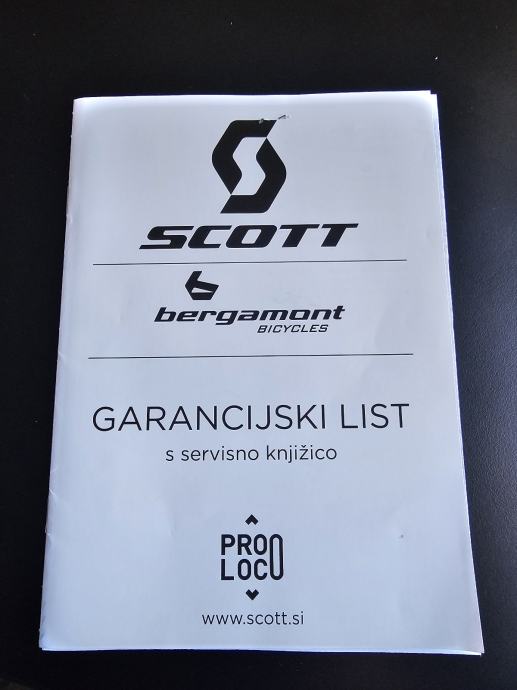 SCOTT
bergamont
BICYCLES
GARANCIJSKI LIST
s servisno knjižico
PRO
LOCO
www.scott.si